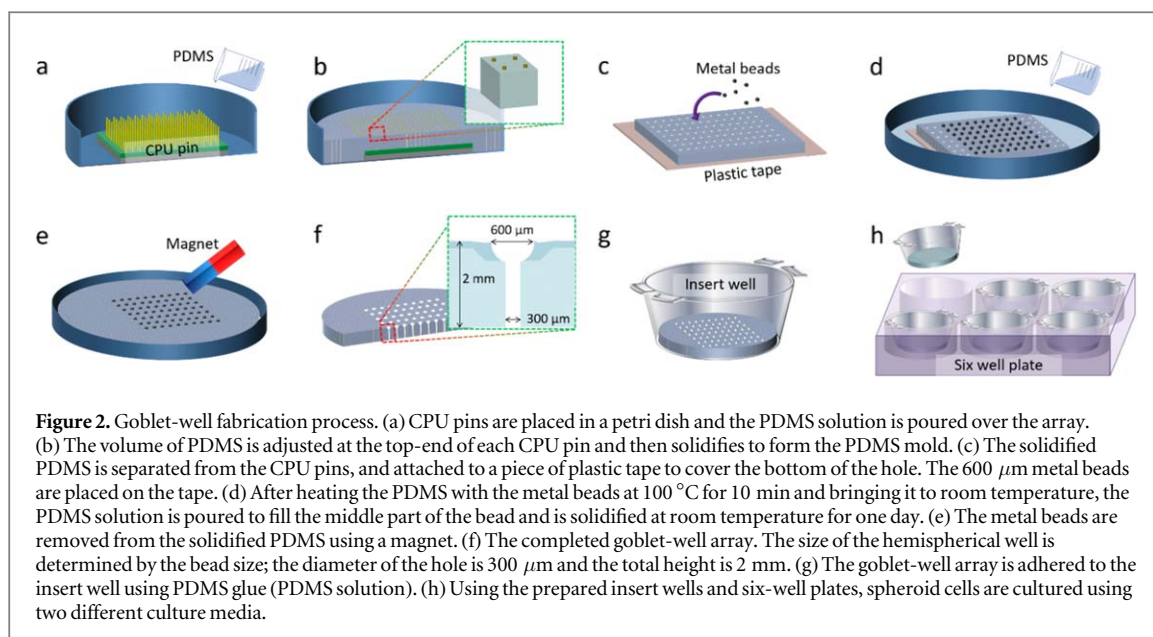 a
PDMS
CPU pin
b
c
Metal beads
Plastic tape
d
PDMS
e
Magnet
f
600 μm
2 mm
300 μm
g
Insert well
h
Six well plate
Figure 2. Goblet-well fabrication process. (a) CPU pins are placed in a petri dish and the PDMS solution is poured over the array.
(b) The volume of PDMS is adjusted at the top-end of each CPU pin and then solidifies to form the PDMS mold. (c) The solidified
PDMS is separated from the CPU pins, and attached to a piece of plastic tape to cover the bottom of the hole. The 600 μm metal beads
are placed on the tape. (d) After heating the PDMS with the metal beads at 100 °C for 10 min and bringing it to room temperature, the
PDMS solution is poured to fill the middle part of the bead and is solidified at room temperature for one day. (e) The metal beads are
removed from the solidified PDMS using a magnet. (f) The completed goblet-well array. The size of the hemispherical well is
determined by the bead size; the diameter of the hole is 300 μm and the total height is 2 mm. (g) The goblet-well array is adhered to the
insert well using PDMS glue (PDMS solution). (h) Using the prepared insert wells and six-well plates, spheroid cells are cultured using
two different culture media.